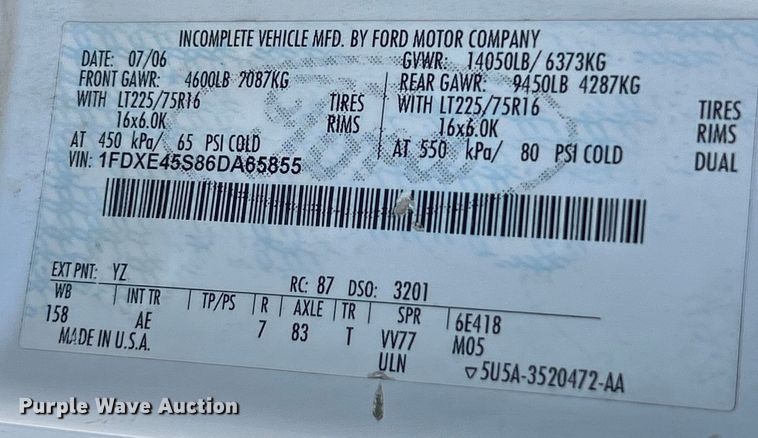 INCOMPLETE VEHICLE MFD. BY FORD MOTOR COMPANY
DATE: 07/06 GVWR: 14050LB/ 6373KG
FRONT GAWR: 4600LB 2087KG REAR GAWR: 9450LB 4287KG
WITH LT225/75R16 TIRES WITH LT225/75R16 TIRES
16x6.0K RIMS 16x6.0K RIMS
AT 450 kPa/ 65 PSI COLD AT 550 kPa/ 80 PSI COLD DUAL
VIN: 1FDXE45S86DA65855
EXT PNT: YZ RC: 87 DSO: 3201
WB INT TR TP/PS R AXLE TR SPR 6E418
158 AE 7 83 T VV77 M05
MADE IN U.S.A. ULN ▽5U5A-3520472-AA
Purple Wave Auction